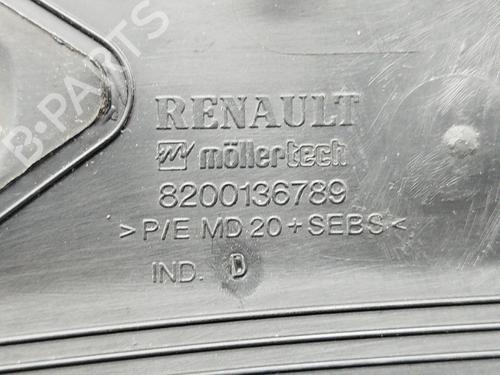 B-PARTS
RENAULT
möllertech
8200136789
>P/E MD 20 + SEBS<
IND. D